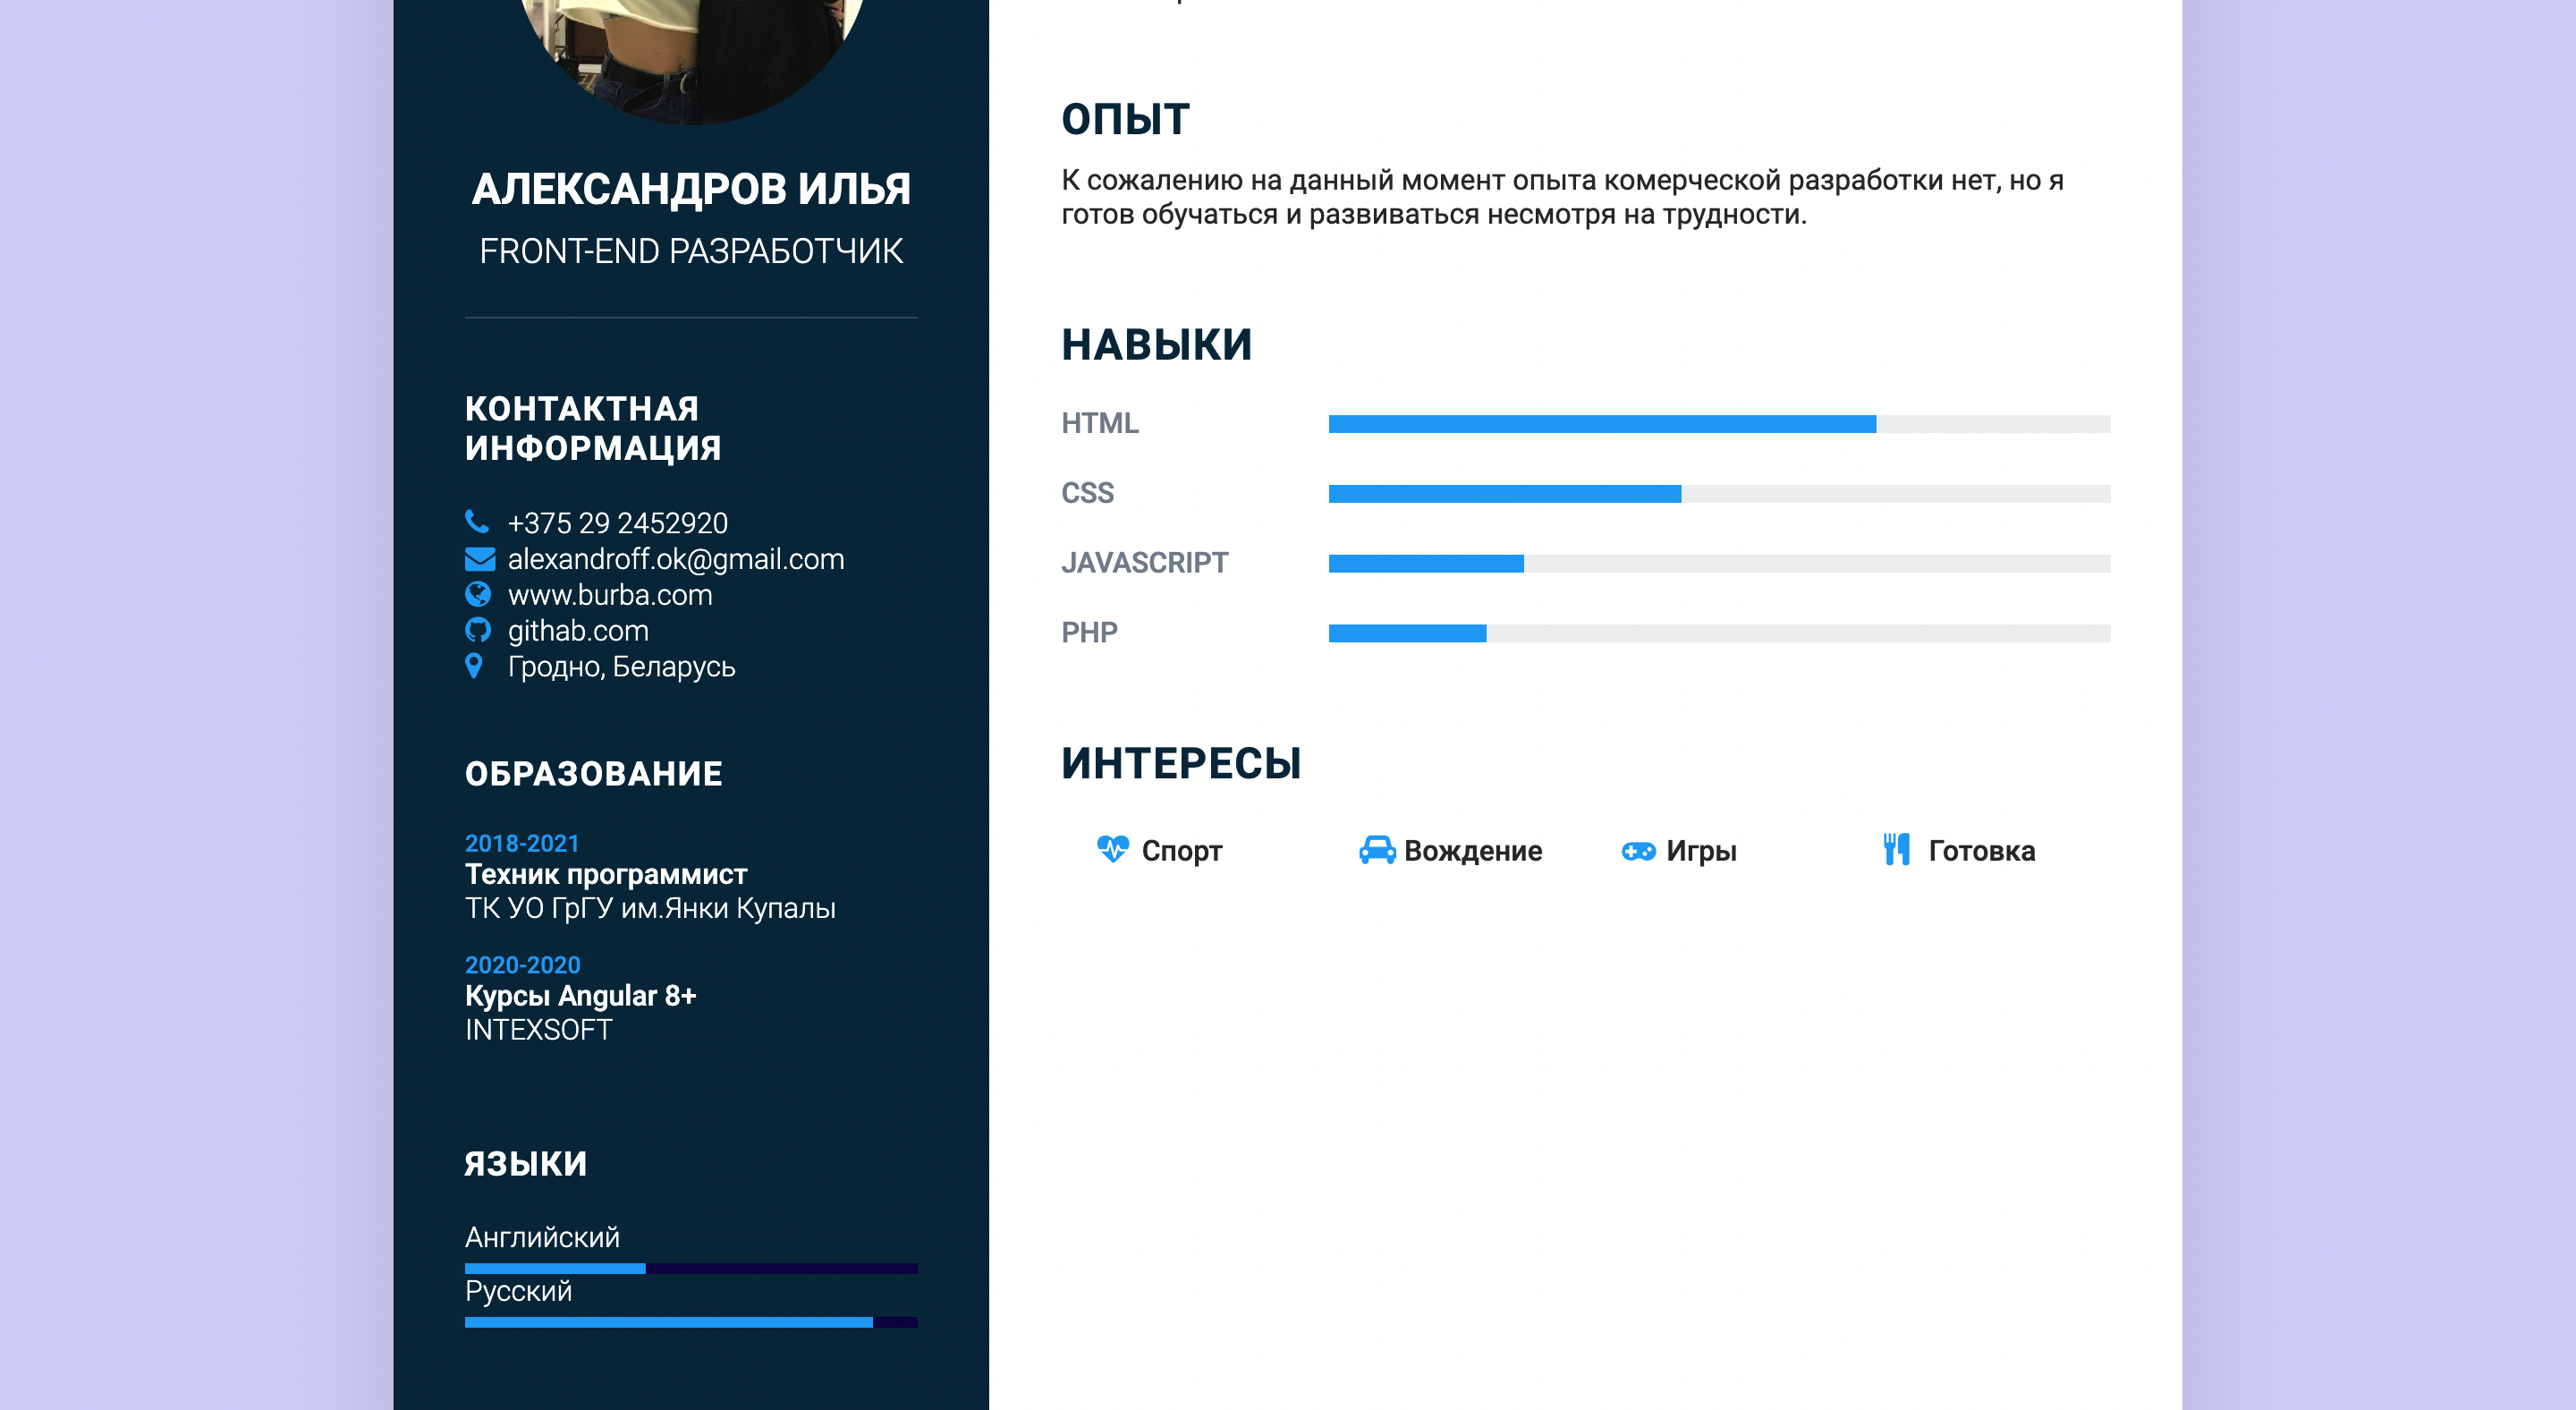 АЛЕКСАНДРОВ ИЛЬЯ
FRONT-END РАЗРАБОТЧИК
КОНТАКТНАЯ
ИНФОРМАЦИЯ
+375 29 2452920
alexandroff.ok@gmail.com
www.burba.com
githab.com
Гродно, Беларусь
ОБРАЗОВАНИЕ
2018-2021
Техник программист
ТК УО ГрГУ им.Янки Купалы
2020-2020
Курсы Angular 8+
INTEXSOFT
ЯЗЫКИ
Английский
Русский
ОПЫТ
К сожалению на данный момент опыта комерческой разработки нет, но я
готов обучаться и развиваться несмотря на трудности.
НАВЫКИ
HTML
CSS
JAVASCRIPT
PHP
ИНТЕРЕСЫ
Спорт Вождение Игры Готовка